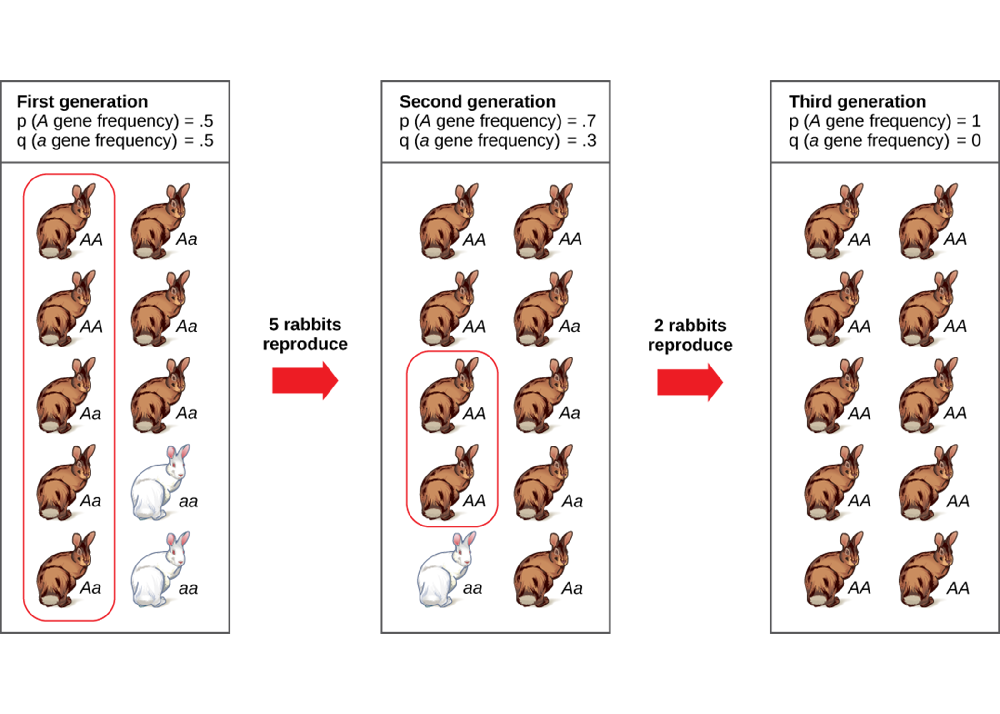 First generation
p (A gene frequency) = .5
q (a gene frequency) = .5
AA
Aa
AA
Aa
Aa
Aa
Aa
aa
Aa
aa
5 rabbits
reproduce
Second generation
p (A gene frequency) = .7
q (a gene frequency) = .3
AA
AA
AA
Aa
AA
Aa
AA
Aa
aa
Aa
2 rabbits
reproduce
Third generation
p (A gene frequency) = 1
q (a gene frequency) = 0
AA
AA
AA
AA
AA
AA
AA
AA
AA
AA